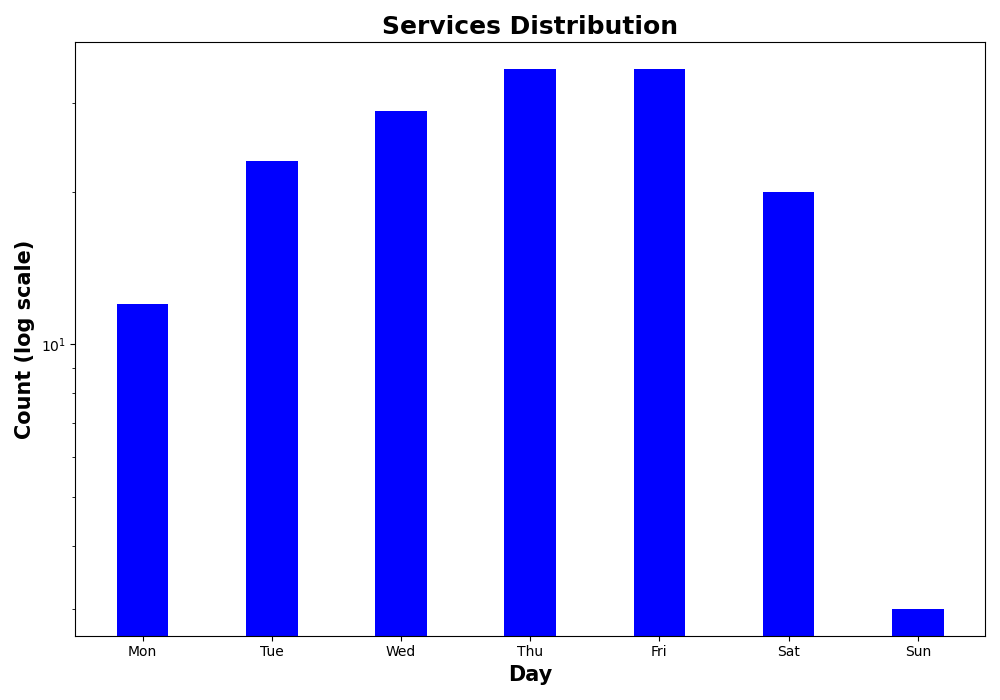 Services Distribution
Count (log scale)
10¹
Mon Tue Wed Thu Fri Sat Sun
Day